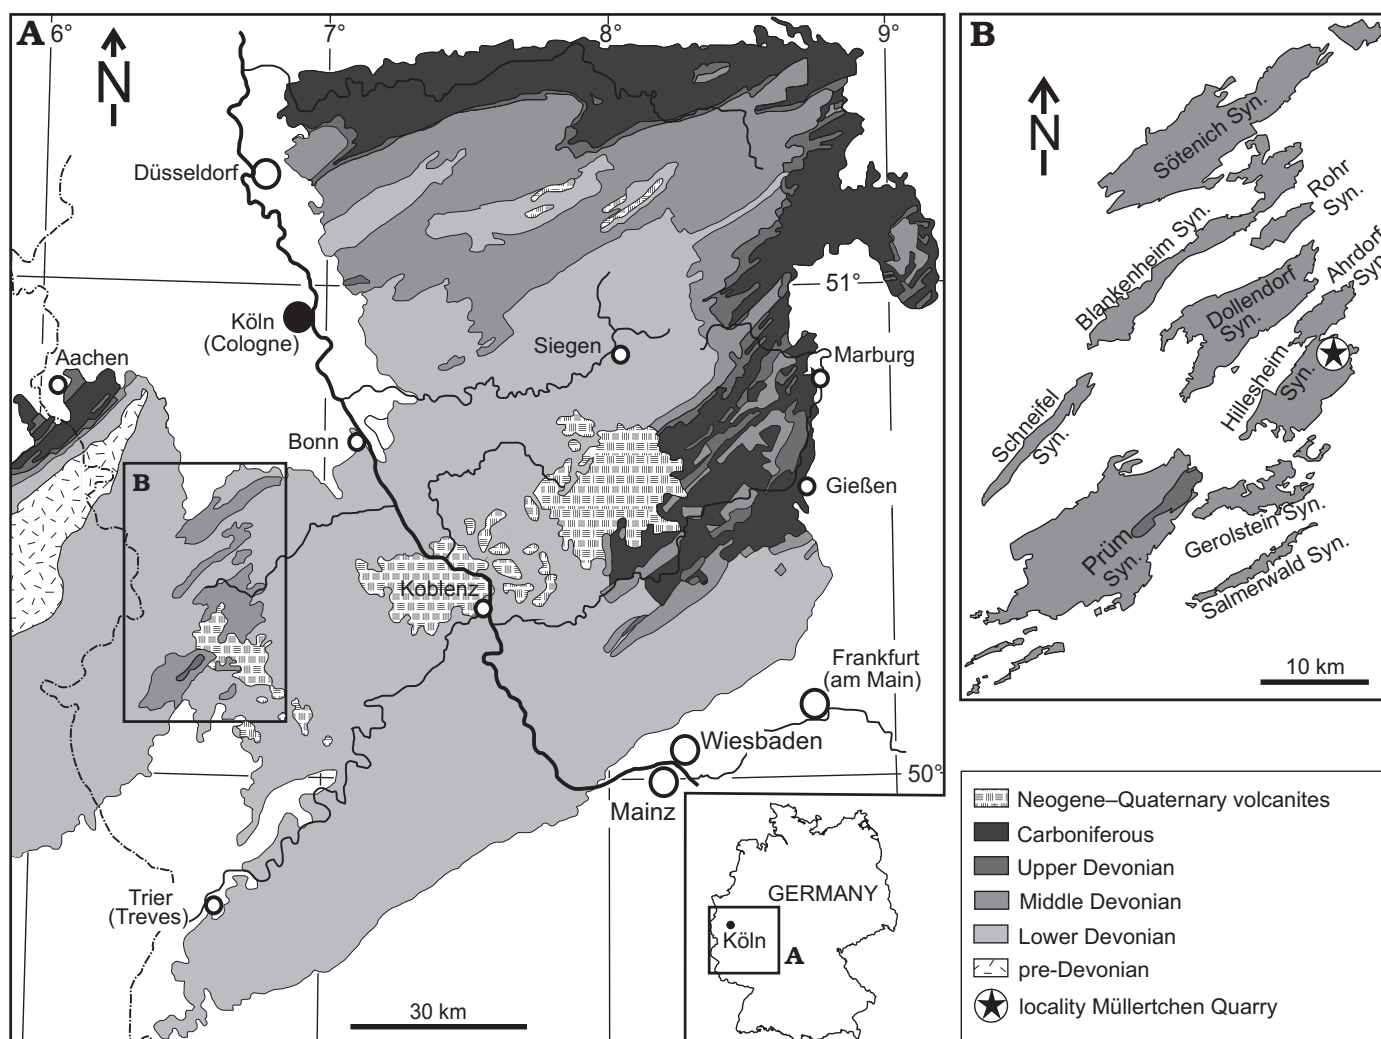 A
6°
7°
8°
9°
N
Düsseldorf
51°
Köln
(Cologne)
Siegen
Marburg
Aachen
Bonn
Gießen
B
Koblenz
Frankfurt
(am Main)
Wiesbaden
50°
Mainz
Trier
(Treves)
30 km
GERMANY
Köln
A
B
N
Sötenich Syn.
Rohr
Syn.
Blankenheim Syn.
Ahrdorf
Syn.
Dollendorf
Syn.
Hillesheim
Syn.
Schneifel
Syn.
Prüm
Syn.
Gerolstein Syn.
Salmerwald Syn.
10 km
Neogene–Quaternary volcanites
Carboniferous
Upper Devonian
Middle Devonian
Lower Devonian
pre-Devonian
locality Müllertchen Quarry